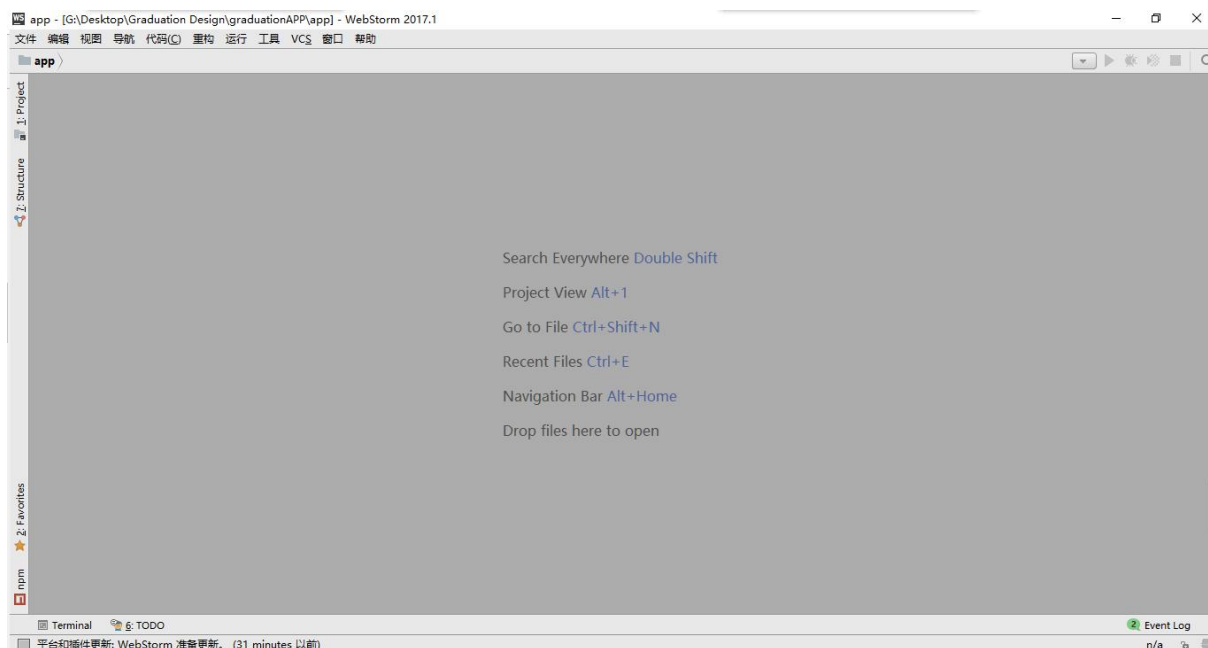 WS app - [G:\Desktop\Graduation Design\graduationAPP\app] - WebStorm 2017.1
文件 编辑 视图 导航 代码(C) 重构 运行 工具 VCS 窗口 帮助
app
1: Project
7: Structure
Search Everywhere Double Shift
Project View Alt+1
Go to File Ctrl+Shift+N
Recent Files Ctrl+E
Navigation Bar Alt+Home
Drop files here to open
2: Favorites
npm
Terminal 6: TODO 2 Event Log
平台和插件更新: WebStorm 准备更新。 (31 minutes 以前) n/a